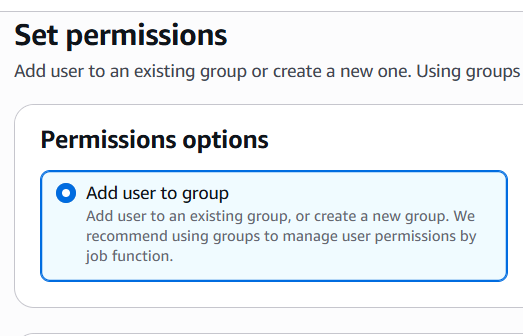 Set permissions
Add user to an existing group or create a new one. Using groups
Permissions options
Add user to group
Add user to an existing group, or create a new group. We
recommend using groups to manage user permissions by
job function.